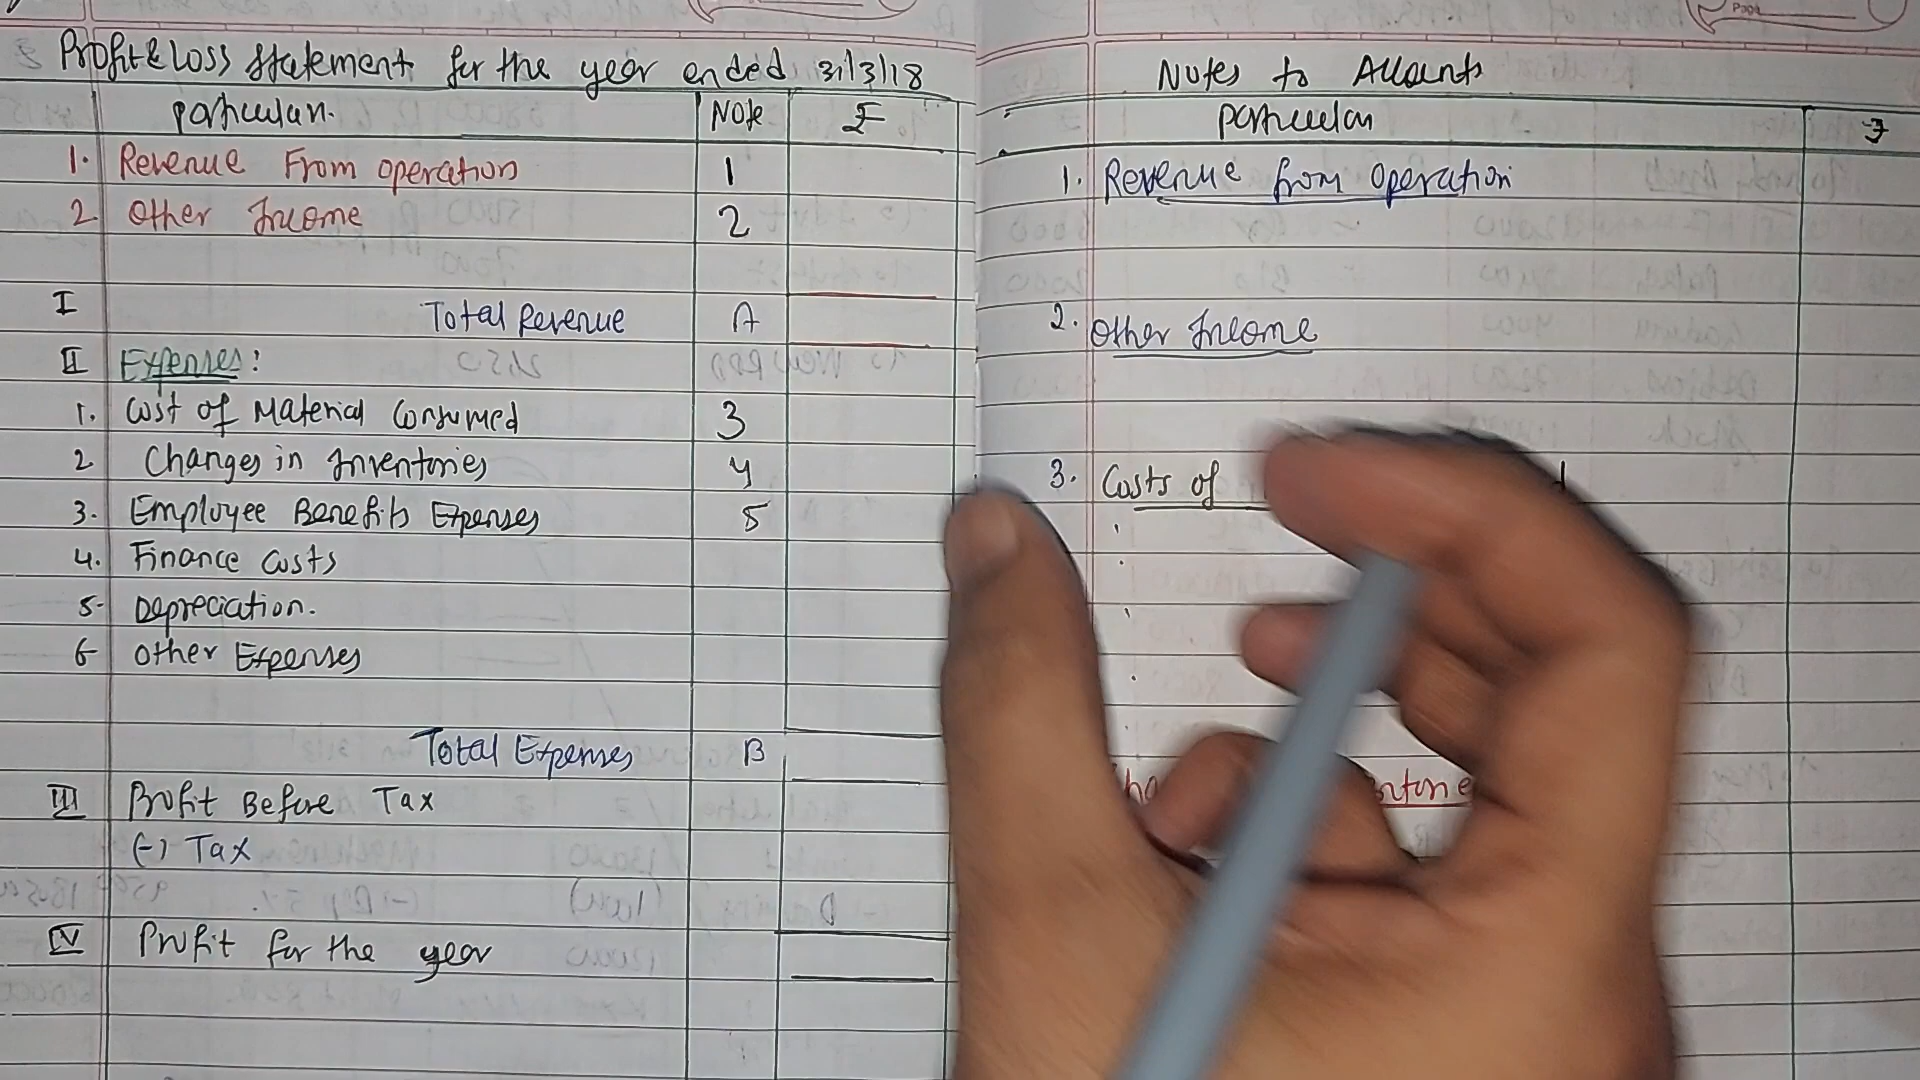 Profit & Loss Statement for the year ended 31/3/18
Particulars. Note ₹
1. Revenue From operation 1
2 Other Income 2
I Total Revenue A
II Expenses:
1. Cost of Material Consumed 3
2 Changes in Inventories 4
3. Employee Benefits Expenses 5
4. Finance Costs
5- Depreciation.
6- Other Expenses
Total Expenses B
III Profit Before Tax
(-) Tax
IV Profit for the year
Notes to Accounts
Particulars ₹
1. Revenue from Operation
2. Other Income
3. Costs of